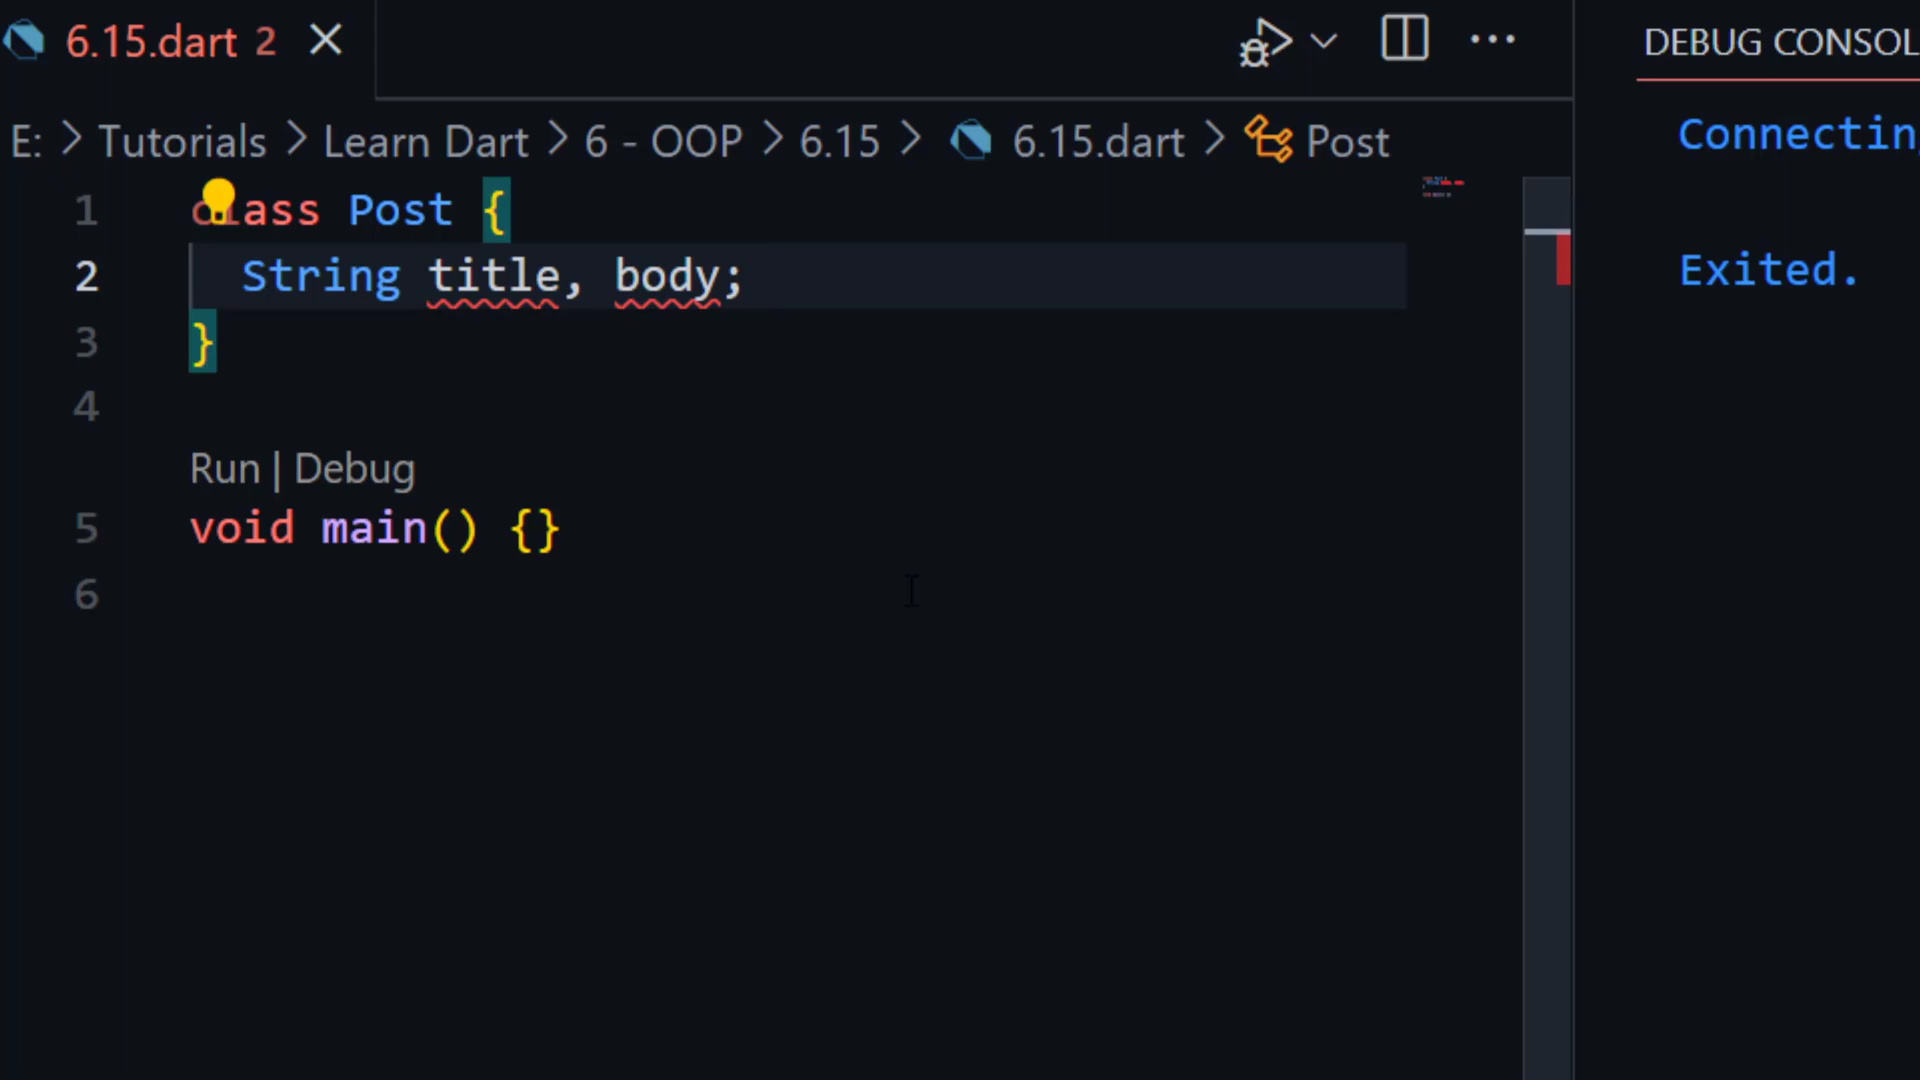 6.15.dart 2
DEBUG CONSOL
E: > Tutorials > Learn Dart > 6 - OOP > 6.15 > 6.15.dart > Post
Connecting
1 class Post {
2 String title, body;
Exited.
3 }
4
Run | Debug
5 void main() {}
6